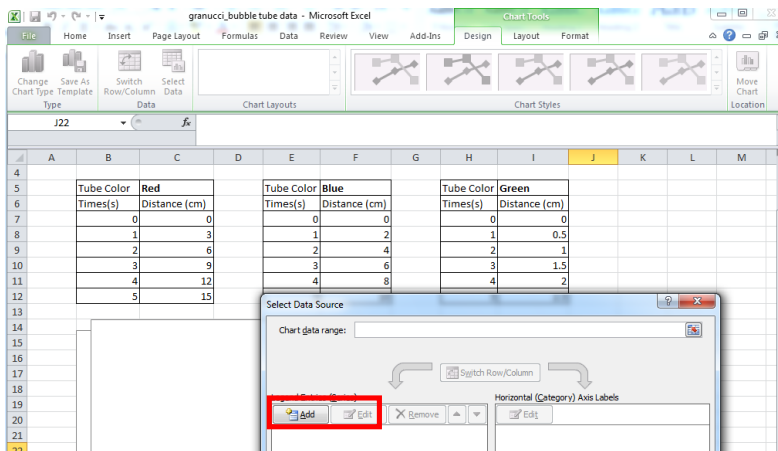 granucci_bubble tube data - Microsoft Excel Chart Tools
File Home Insert Page Layout Formulas Data Review View Add-Ins Design Layout Format
Change Save As Switch Select Move
Chart Type Template Row/Column Data Chart
Type Data Chart Layouts Chart Styles Location
J22 fx
A B C D E F G H I J K L M
4
5 Tube Color Red Tube Color Blue Tube Color Green
6 Times(s) Distance (cm) Times(s) Distance (cm) Times(s) Distance (cm)
7 0 0 0 0 0 0
8 1 3 1 2 1 0.5
9 2 6 2 4 2 1
10 3 9 3 6 3 1.5
11 4 12 4 8 4 2
12 5 15
13 Select Data Source
14 Chart data range:
15
16
17 Switch Row/Column
18
19 Legend Entries (Series) Horizontal (Category) Axis Labels
20 Add Edit Remove Edit
21
22